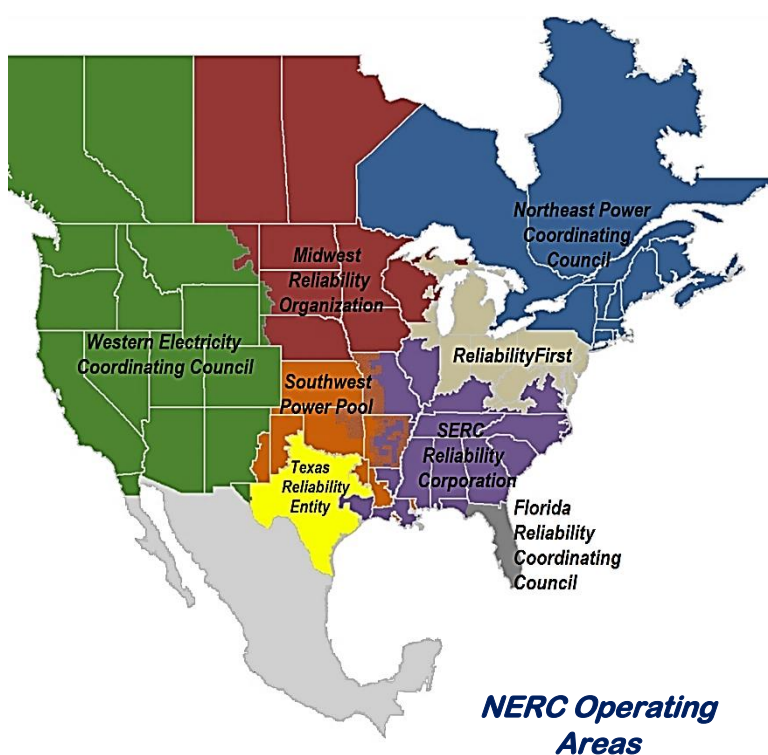 Northeast Power
Coordinating
Council
Midwest
Reliability
Organization
Western Electricity
Coordinating Council
ReliabilityFirst
Southwest
Power Pool
SERC
Reliability
Corporation
Texas
Reliability
Entity
Florida
Reliability
Coordinating
Council
NERC Operating
Areas